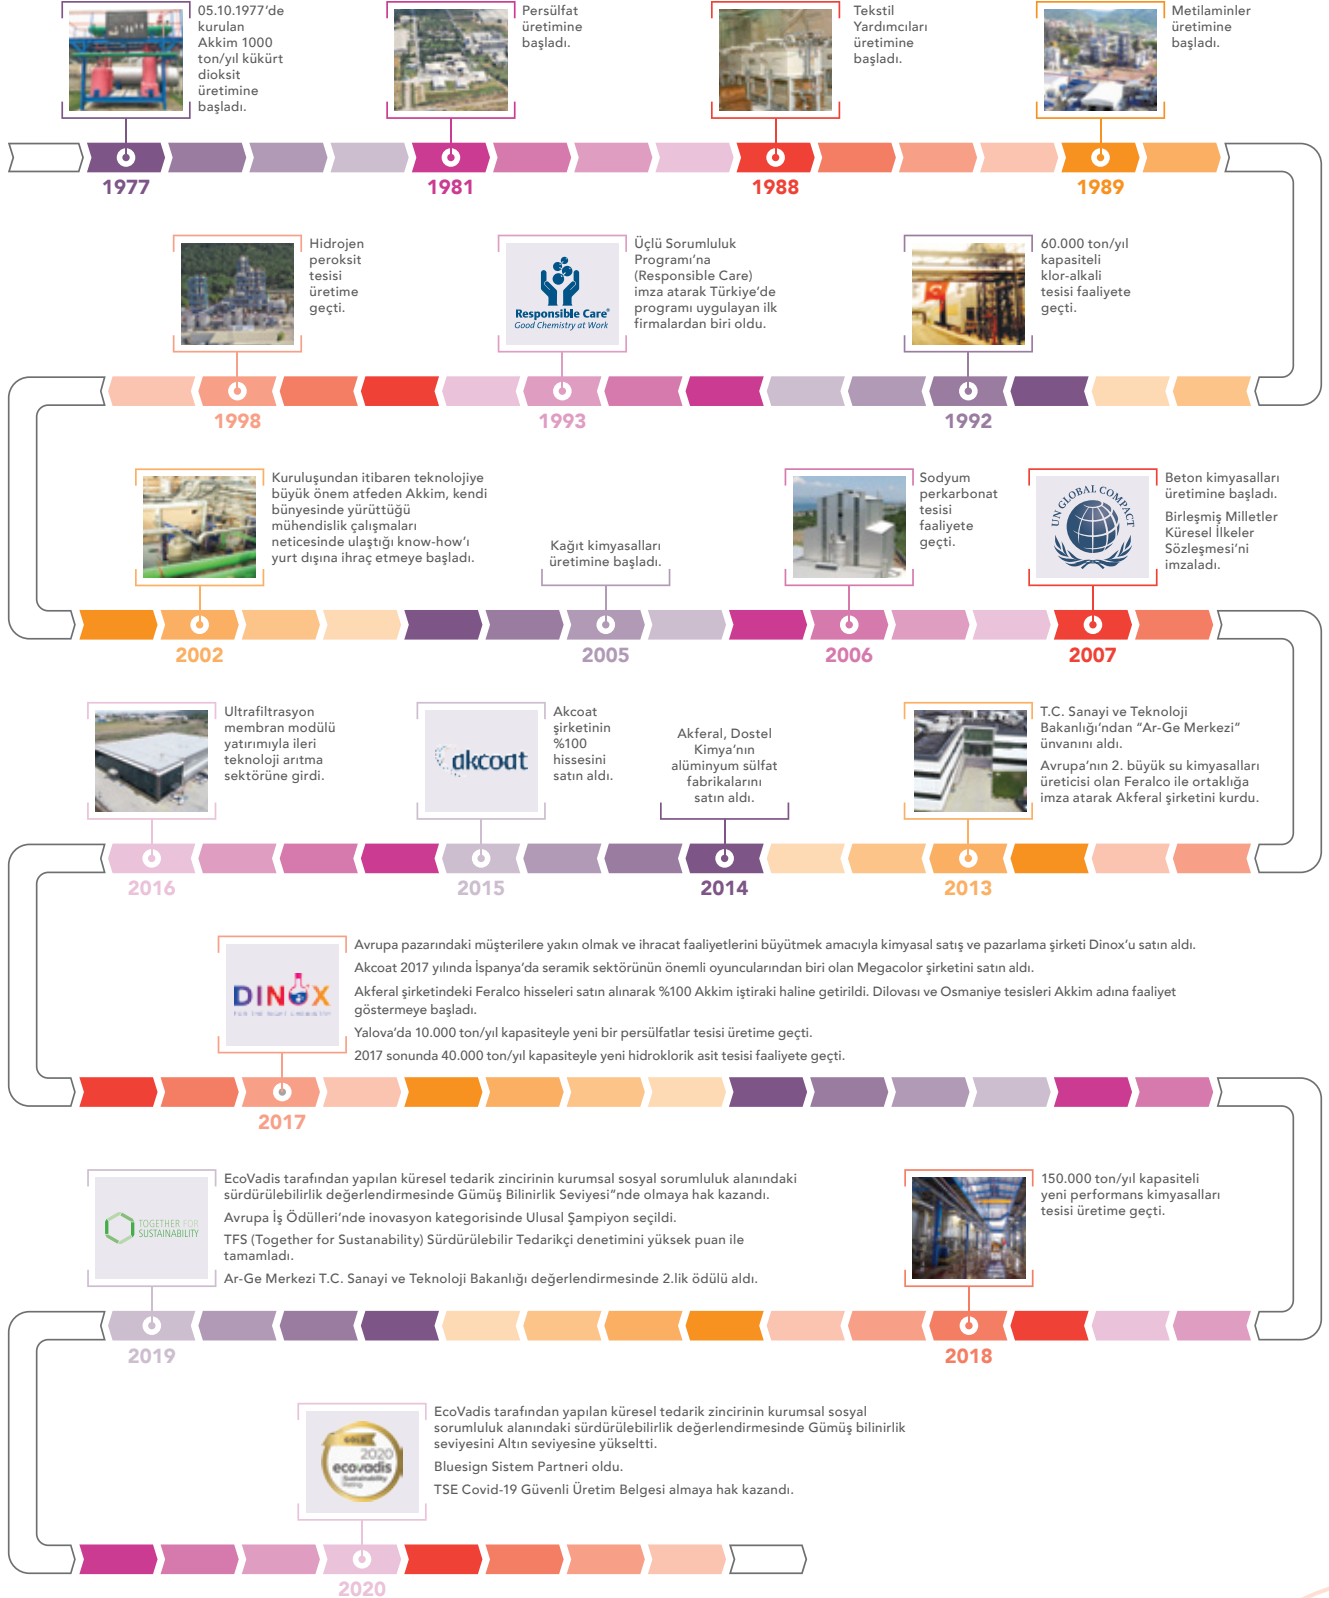 05.10.1977'de
kurulan
Akkim 1000
ton/yıl kükürt
dioksit
üretimine
başladı.
Persülfat
üretimine
başladı.
Tekstil
Yardımcıları
üretimine
başladı.
Metilaminler
üretimine
başladı.
1977
1981
1988
1989
60.000 ton/yıl
kapasiteli
klor-alkali
tesisi faaliyete
geçti.
Üçlü Sorumluluk
Programı'na
(Responsible Care)
imza atarak Türkiye'de
programı uygulayan ilk
firmalardan biri oldu.
Responsible Care®
Good Chemistry at Work
Hidrojen
peroksit
tesisi
üretime
geçti.
1992
1993
1998
Kuruluşundan itibaren teknolojiye
büyük önem atfeden Akkim, kendi
bünyesinde yürüttüğü
mühendislik çalışmaları
neticesinde ulaştığı know-how'ı
yurt dışına ihraç etmeye başladı.
Kağıt kimyasalları
üretimine başladı.
Sodyum
perkarbonat
tesisi
faaliyete
geçti.
UN GLOBAL COMPACT
Beton kimyasalları
üretimine başladı.
Birleşmiş Milletler
Küresel İlkeler
Sözleşmesi'ni
imzaladı.
2002
2005
2006
2007
T.C. Sanayi ve Teknoloji
Bakanlığı'ndan “Ar-Ge Merkezi”
ünvanını aldı.
Avrupa'nın 2. büyük su kimyasalları
üreticisi olan Feralco ile ortaklığa
imza atarak Akferal şirketini kurdu.
Akferal, Dostel
Kimya'nın
alüminyum sülfat
fabrikalarını
satın aldı.
akcoat
Akcoat
şirketinin
%100
hissesini
satın aldı.
Ultrafiltrasyon
membran modülü
yatırımıyla ileri
teknoloji arıtma
sektörüne girdi.
2013
2014
2015
2016
DINOX
Avrupa pazarındaki müşterilere yakın olmak ve ihracat faaliyetlerini büyütmek amacıyla kimyasal satış ve pazarlama şirketi Dinox'u satın aldı.
Akcoat 2017 yılında İspanya'da seramik sektörünün önemli oyuncularından biri olan Megacolor şirketini satın aldı.
Akferal şirketindeki Feralco hisseleri satın alınarak %100 Akkim iştiraki haline getirildi. Dilovası ve Osmaniye tesisleri Akkim adına faaliyet
göstermeye başladı.
Yalova'da 10.000 ton/yıl kapasiteyle yeni bir persülfatlar tesisi üretime geçti.
2017 sonunda 40.000 ton/yıl kapasiteyle yeni hidroklorik asit tesisi faaliyete geçti.
2017
150.000 ton/yıl kapasiteli
yeni performans kimyasalları
tesisi üretime geçti.
TOGETHER FOR
SUSTAINABILITY
EcoVadis tarafından yapılan küresel tedarik zincirinin kurumsal sosyal sorumluluk alanındaki
sürdürülebilirlik değerlendirmesinde Gümüş Bilinirlik Seviyesi”nde olmaya hak kazandı.
Avrupa İş Ödülleri'nde inovasyon kategorisinde Ulusal Şampiyon seçildi.
TFS (Together for Sustanability) Sürdürülebilir Tedarikçi denetimini yüksek puan ile
tamamladı.
Ar-Ge Merkezi T.C. Sanayi ve Teknoloji Bakanlığı değerlendirmesinde 2.lik ödülü aldı.
2018
2019
GOLD
2020
ecovadis
Sustainability
Rating
EcoVadis tarafından yapılan küresel tedarik zincirinin kurumsal sosyal
sorumluluk alanındaki sürdürülebilirlik değerlendirmesinde Gümüş bilinirlik
seviyesini Altın seviyesine yükseltti.
Bluesign Sistem Partneri oldu.
TSE Covid-19 Güvenli Üretim Belgesi almaya hak kazandı.
2020